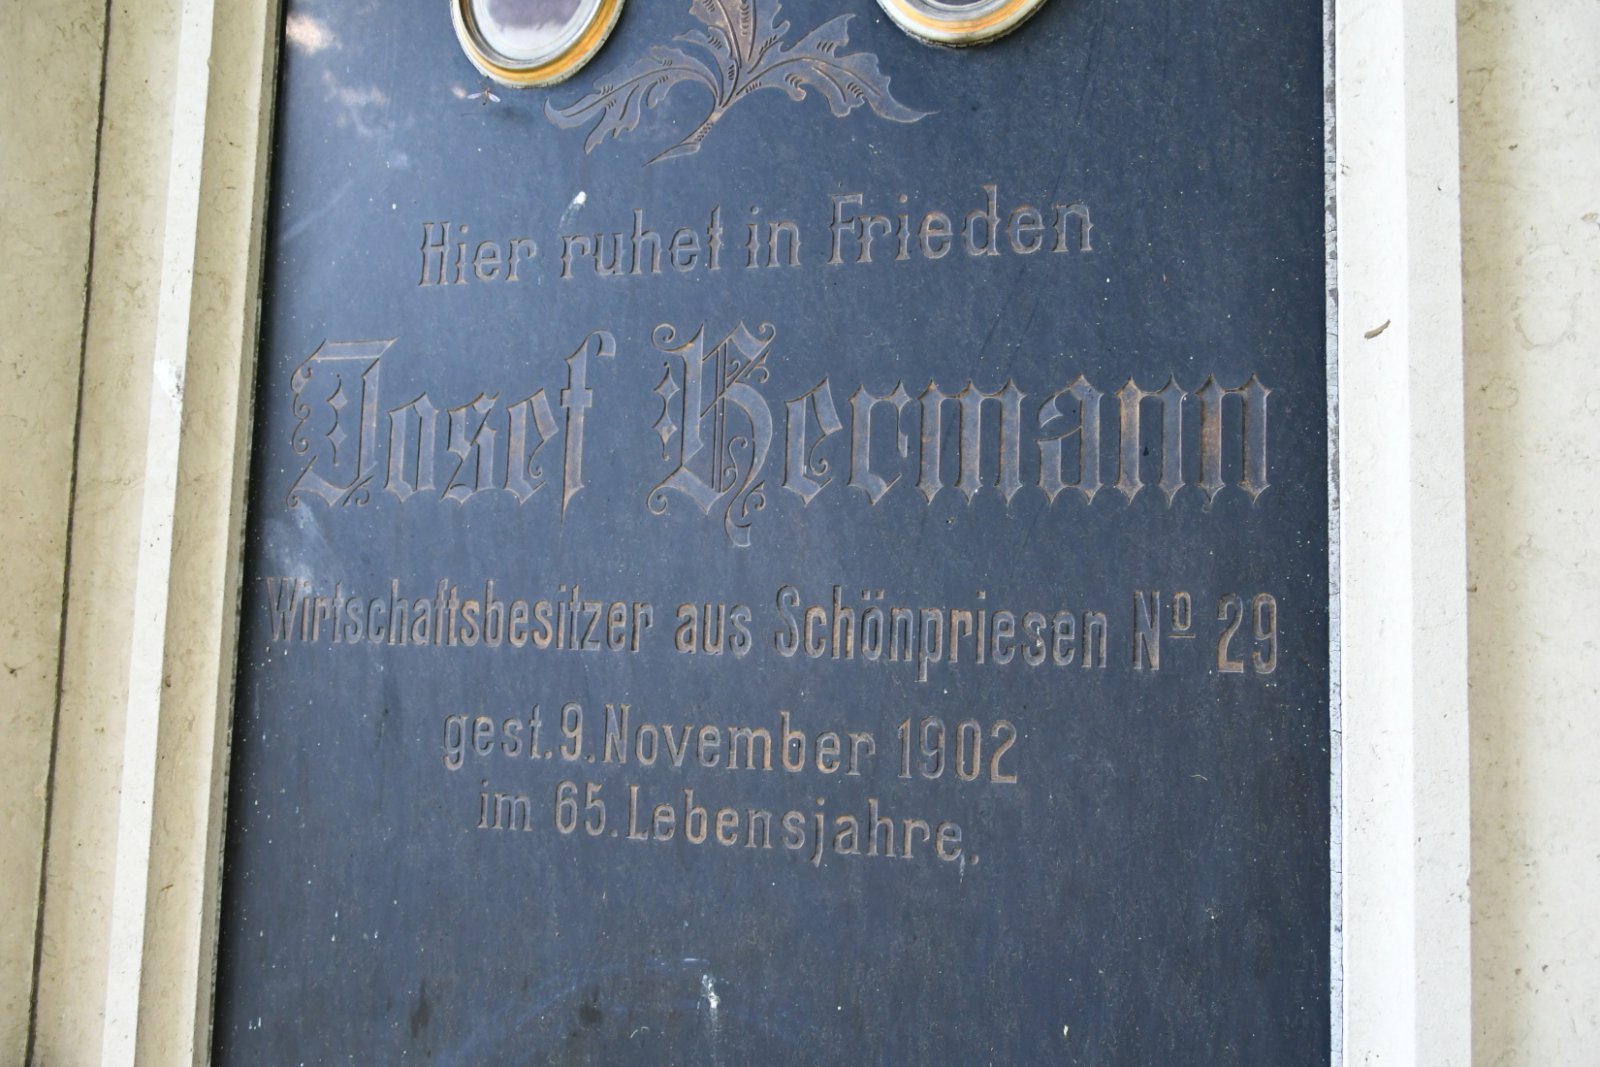 Hier ruhet in Frieden
Josef Hermann
Wirtschaftsbesitzer aus Schönpriesen Nº 29
gest. 9. November 1902
im 65. Lebensjahre.